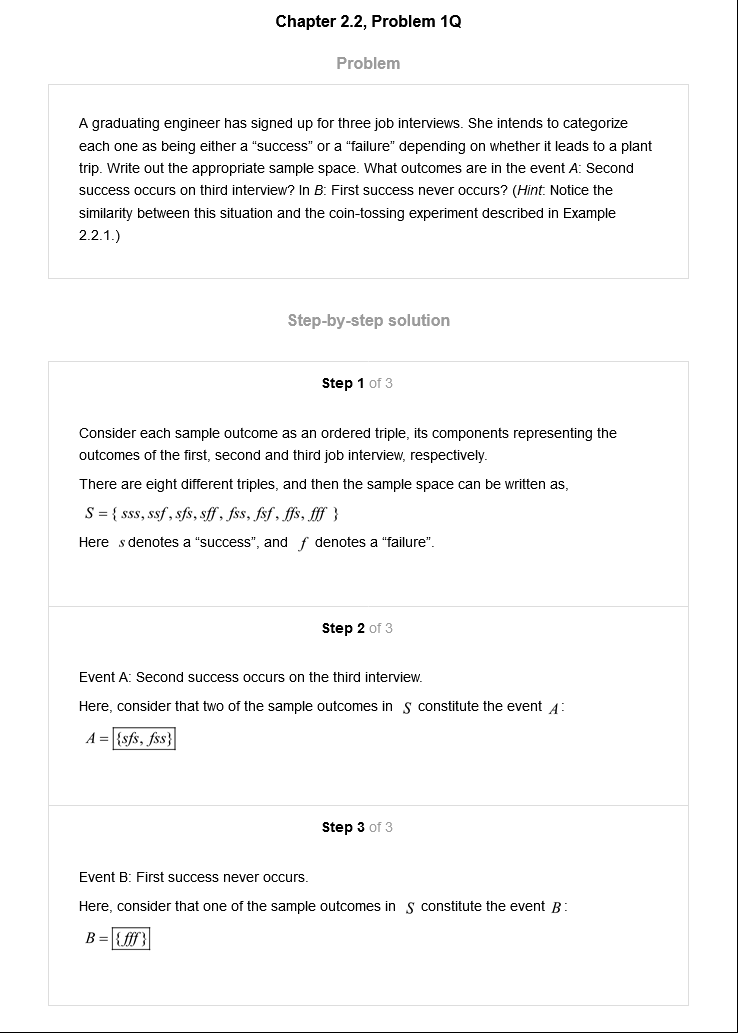 Chapter 2.2, Problem 1Q
Problem
A graduating engineer has signed up for three job interviews. She intends to categorize
each one as being either a “success” or a “failure” depending on whether it leads to a plant
trip. Write out the appropriate sample space. What outcomes are in the event A: Second
success occurs on third interview? In B: First success never occurs? (Hint: Notice the
similarity between this situation and the coin-tossing experiment described in Example
2.2.1.)
Step-by-step solution
Step 1 of 3
Consider each sample outcome as an ordered triple, its components representing the
outcomes of the first, second and third job interview, respectively.
There are eight different triples, and then the sample space can be written as,
S = { sss, ssf, sfs, sff, fss, fsf, ffs, fff }
Here s denotes a “success”, and f denotes a “failure”.
Step 2 of 3
Event A: Second success occurs on the third interview.
Here, consider that two of the sample outcomes in S constitute the event A:
A = {sfs, fss}
Step 3 of 3
Event B: First success never occurs.
Here, consider that one of the sample outcomes in S constitute the event B:
B = {fff}